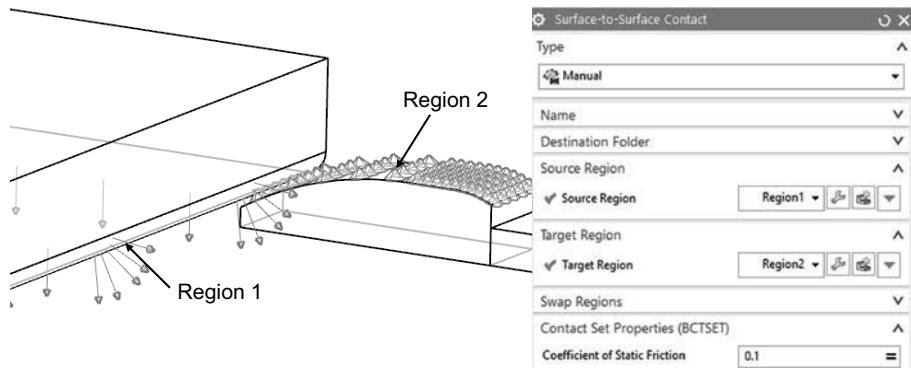 Region 2
Region 1
Surface-to-Surface Contact
Type
Manual
Name
Destination Folder
Source Region
Source Region Region1
Target Region
Target Region Region2
Swap Regions
Contact Set Properties (BCTSET)
Coefficient of Static Friction 0.1 =